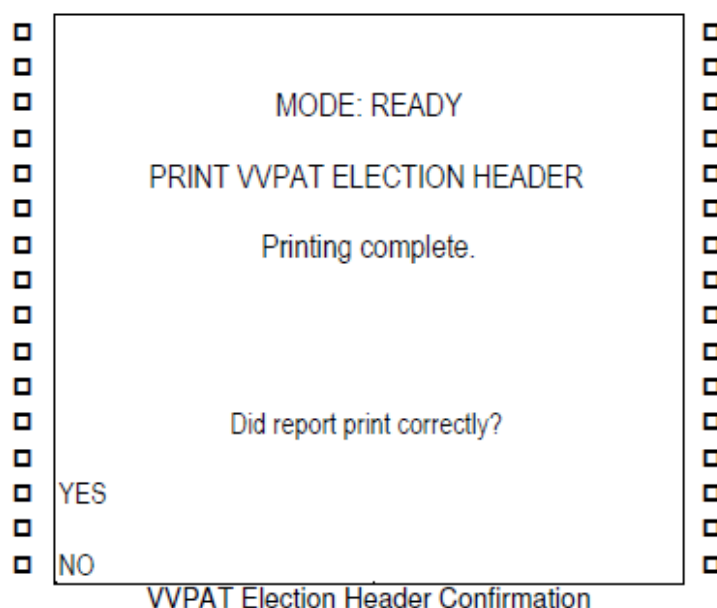 MODE: READY
PRINT VVPAT ELECTION HEADER
Printing complete.
Did report print correctly?
YES
NO
VVPAT Election Header Confirmation